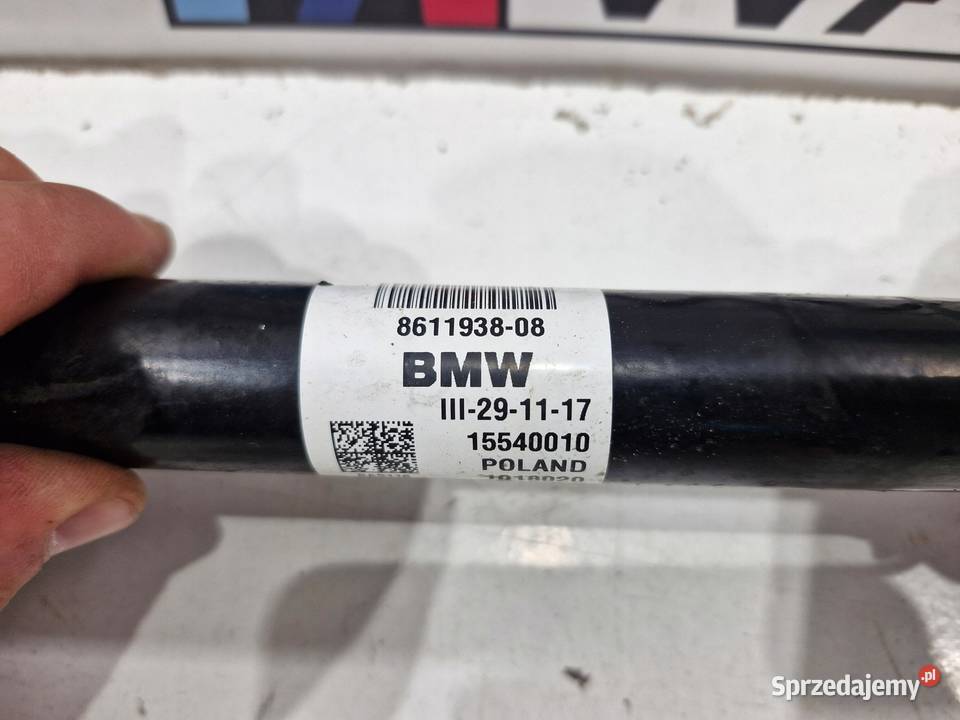 8611938-08
BMW
III-29-11-17
15540010
POLAND
Sprzedajemy.pl